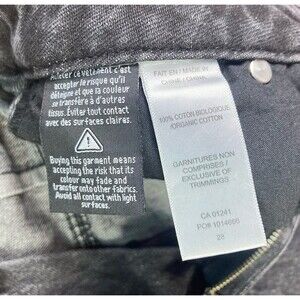 Acheter ce vêtement c'est
accepter le risque qu'il
déteigne et que la couleur
se transfère à d'autres
tissus. Éviter tout contact
avec des surfaces claires.
Buying this garment means
accepting the risk that its
colour may fade and
transfer onto other fabrics.
Avoid all contact with light
surfaces.
FAIT EN / MADE IN
CHINE / CHINA
100% COTON BIOLOGIQUE
/ORGANIC COTTON
GARNITURES NON
COMPRISES /
EXCLUSIVE OF
TRIMMINGS
CA 01241
PO# 1014666
28